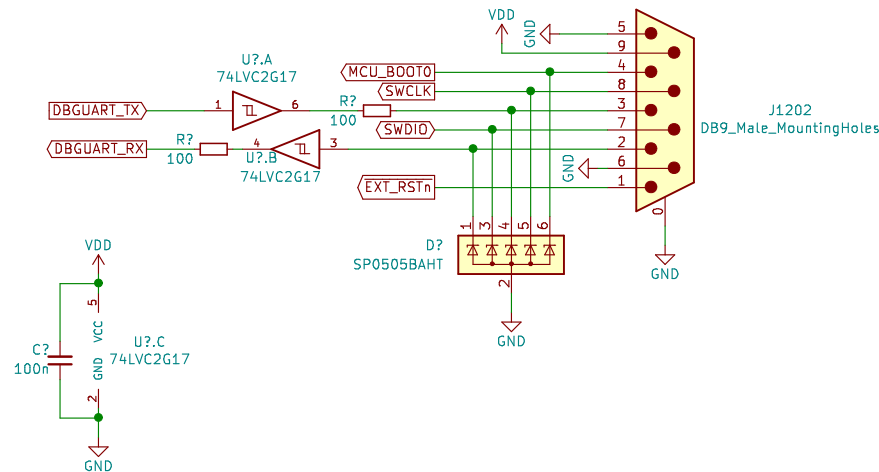 VDD
GND
5
9
U?.A
74LVC2G17
MCU_BOOT0
4
SWCLK
8
DBGUART_TX
1
6
R?
100
3
J1202
DB9_Male_MountingHoles
SWDIO
7
R?
100
DBGUART_RX
4
3
2
U?.B
74LVC2G17
GND
6
EXT_RSTn
1
0
1
3
4
5
6
D?
SP0505BAHT
2
GND
GND
VDD
5
VCC
U?.C
74LVC2G17
C?
100n
GND
2
GND